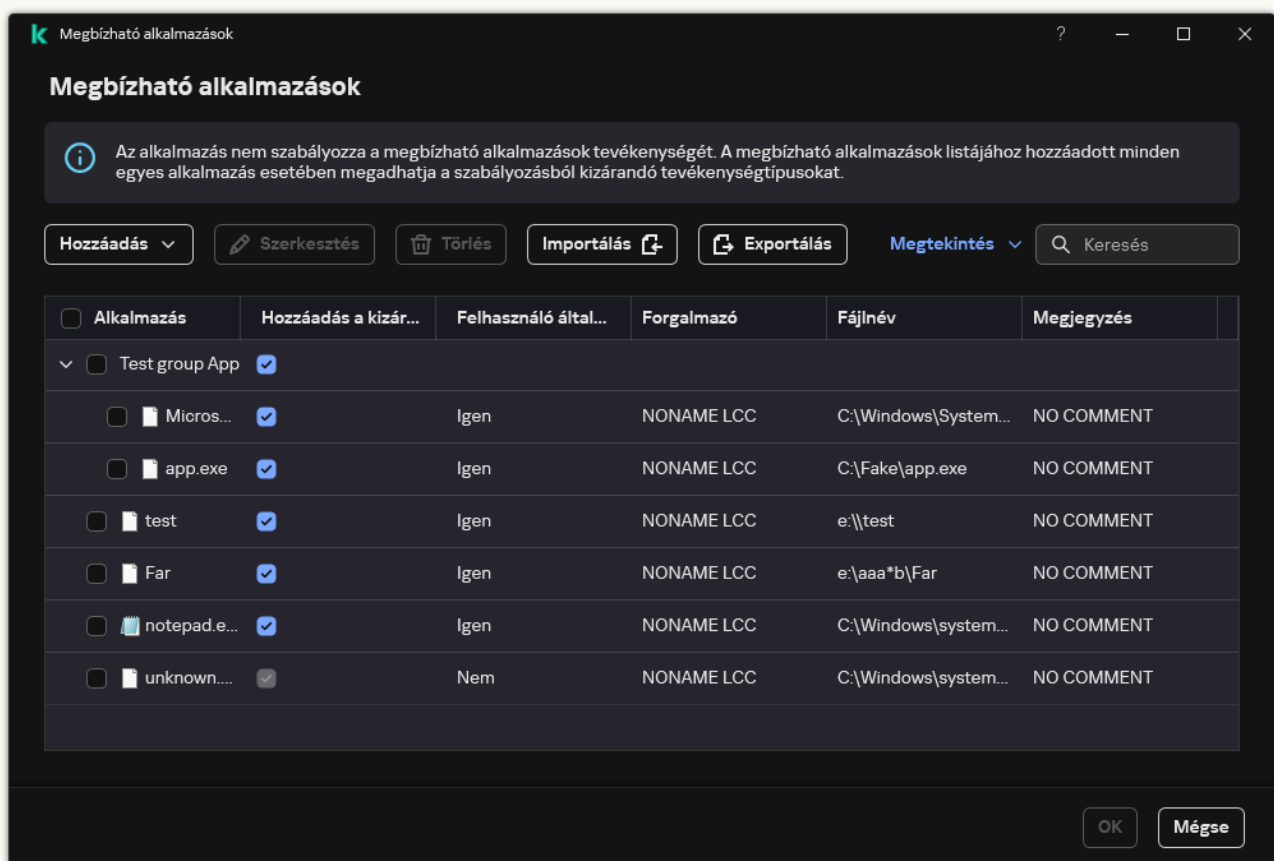 Megbízható alkalmazások
?
Megbízható alkalmazások
Az alkalmazás nem szabályozza a megbízható alkalmazások tevékenységét. A megbízható alkalmazások listájához hozzáadott minden
egyes alkalmazás esetében megadhatja a szabályozásból kizárandó tevékenységtípusokat.
Hozzáadás Szerkesztés Törlés Importálás Exportálás Megtekintés Keresés
Alkalmazás Hozzáadás a kizár... Felhasználó által... Forgalmazó Fájlnév Megjegyzés
Test group App
Micros... Igen NONAME LCC C:\Windows\System... NO COMMENT
app.exe Igen NONAME LCC C:\Fake\app.exe NO COMMENT
test Igen NONAME LCC e:\\test NO COMMENT
Far Igen NONAME LCC e:\aaa*b\Far NO COMMENT
notepad.e... Igen NONAME LCC C:\Windows\system... NO COMMENT
unknown.... Nem NONAME LCC C:\Windows\system... NO COMMENT
OK Mégse